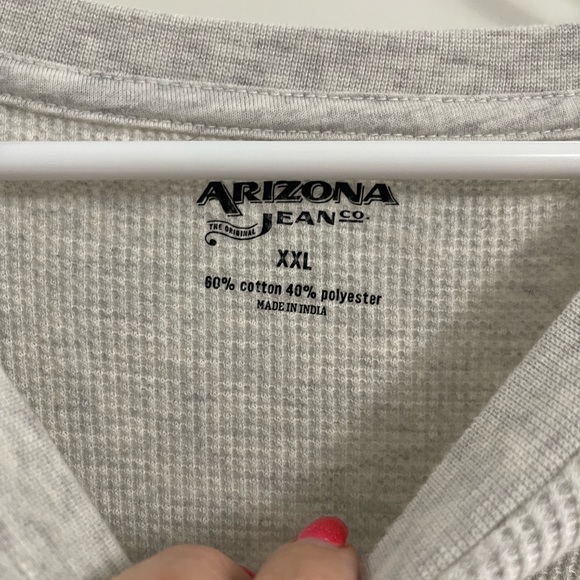 ARIZONA
JEAN CO.
THE ORIGINAL
XXL
60% cotton 40% polyester
MADE IN INDIA